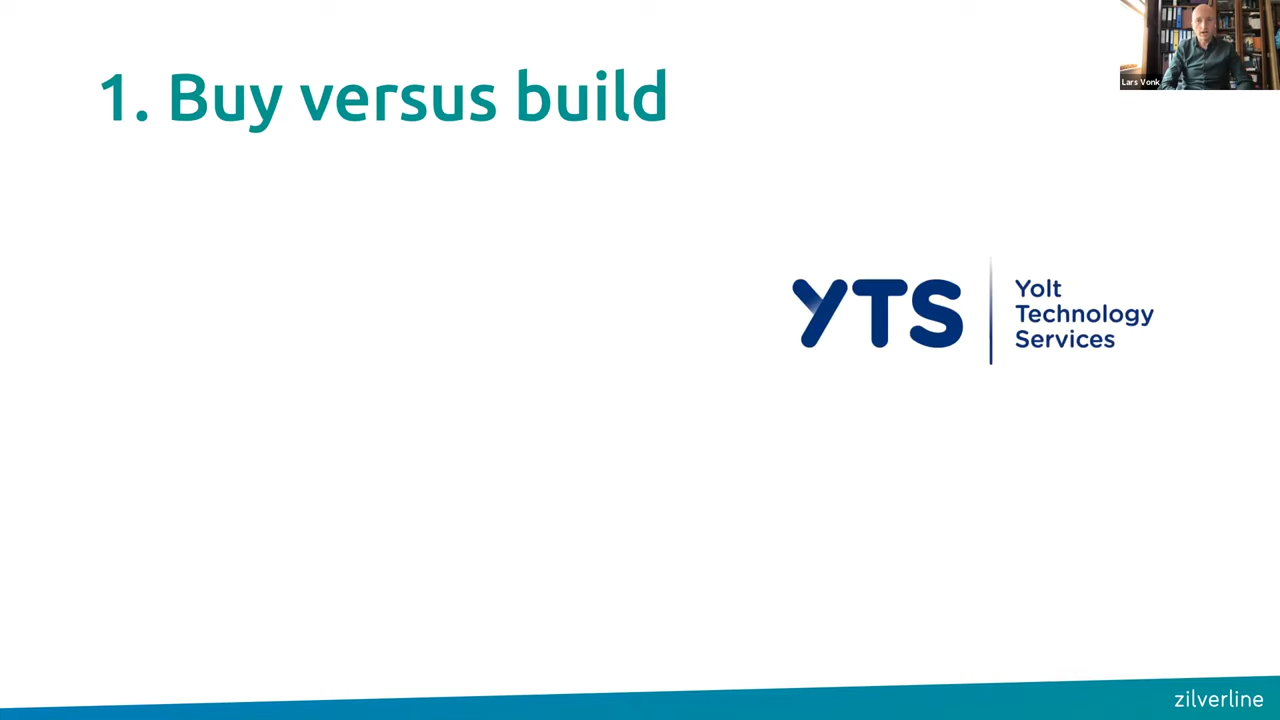 Lars Vonk
1. Buy versus build
YTS
Yolt
Technology
Services
zilverline